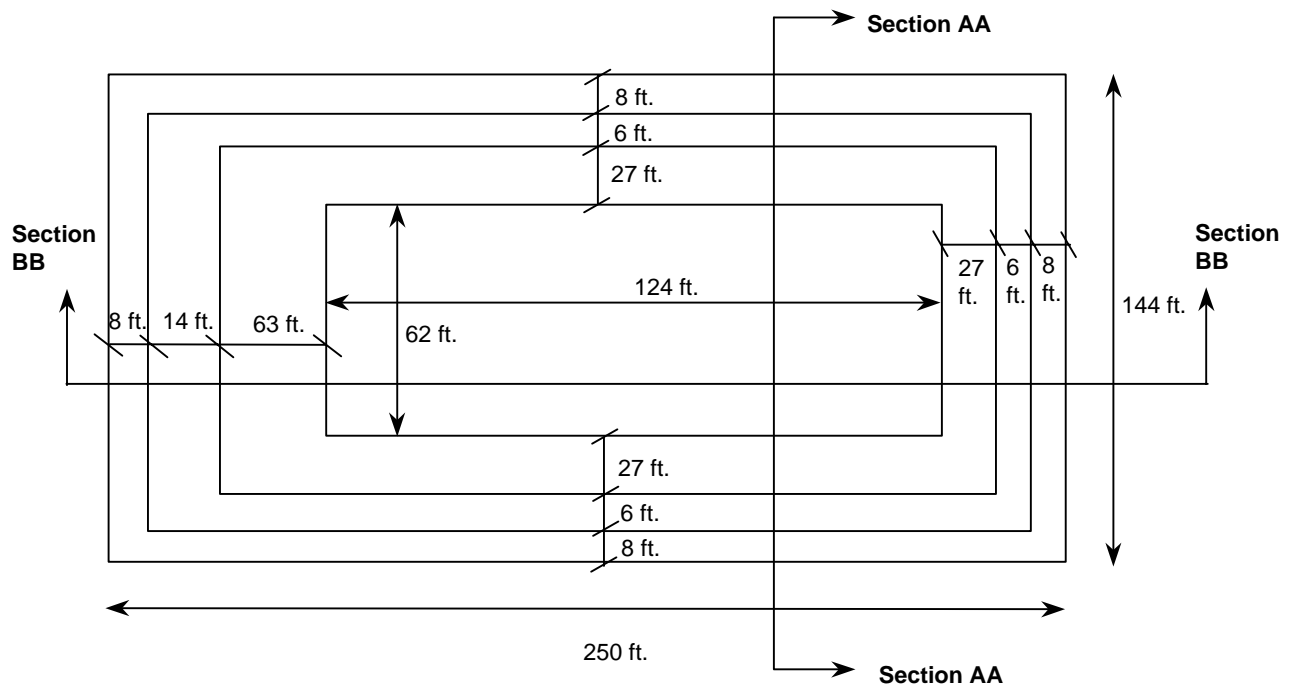 Section AA
8 ft.
6 ft.
27 ft.
Section
BB
Section
BB
27
ft.
6
ft.
8
ft.
124 ft.
144 ft.
8 ft.
14 ft.
63 ft.
62 ft.
27 ft.
6 ft.
8 ft.
250 ft.
Section AA